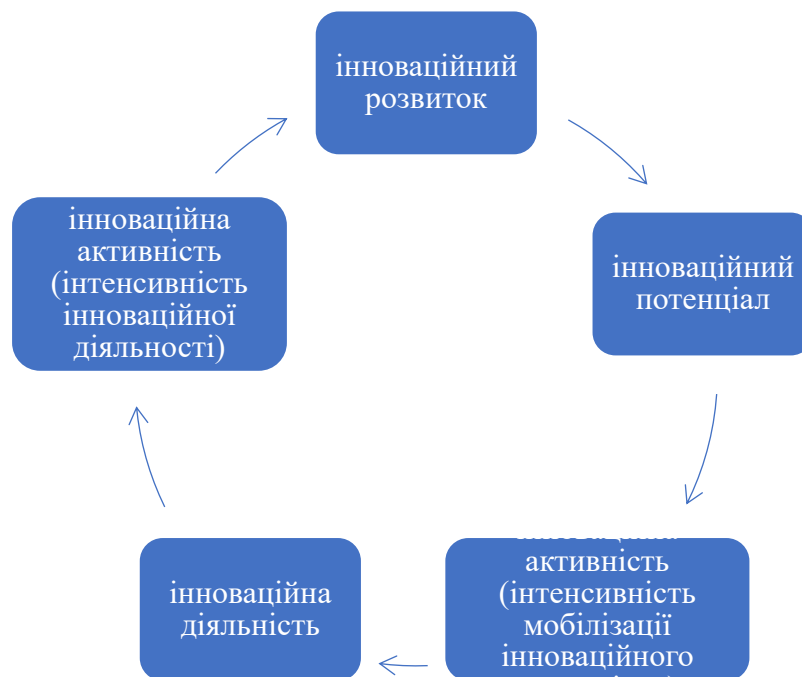 інноваційний
розвиток
інноваційний
потенціал
активність
(інтенсивність
мобілізації
інноваційного
інноваційна
діяльність
інноваційна
активність
(інтенсивність
інноваційної
діяльності)